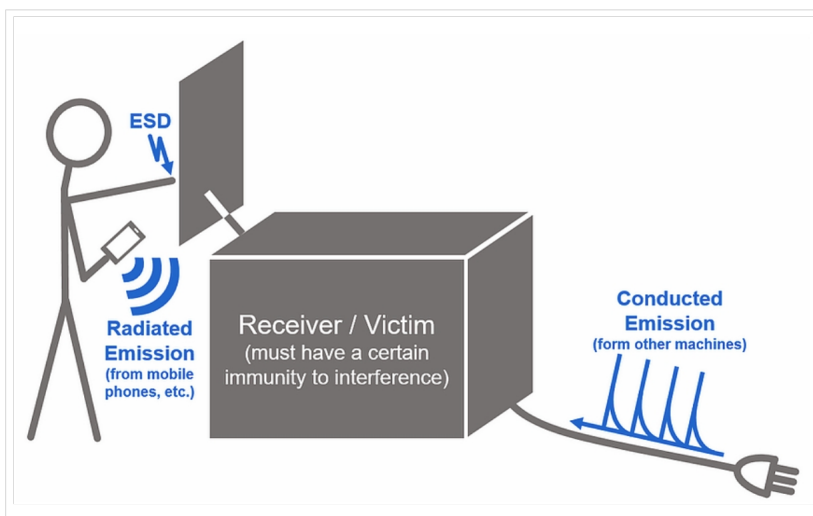 ESD
Radiated
Emission
(from mobile
phones, etc.)
Receiver / Victim
(must have a certain
immunity to interference)
Conducted
Emission
(form other machines)